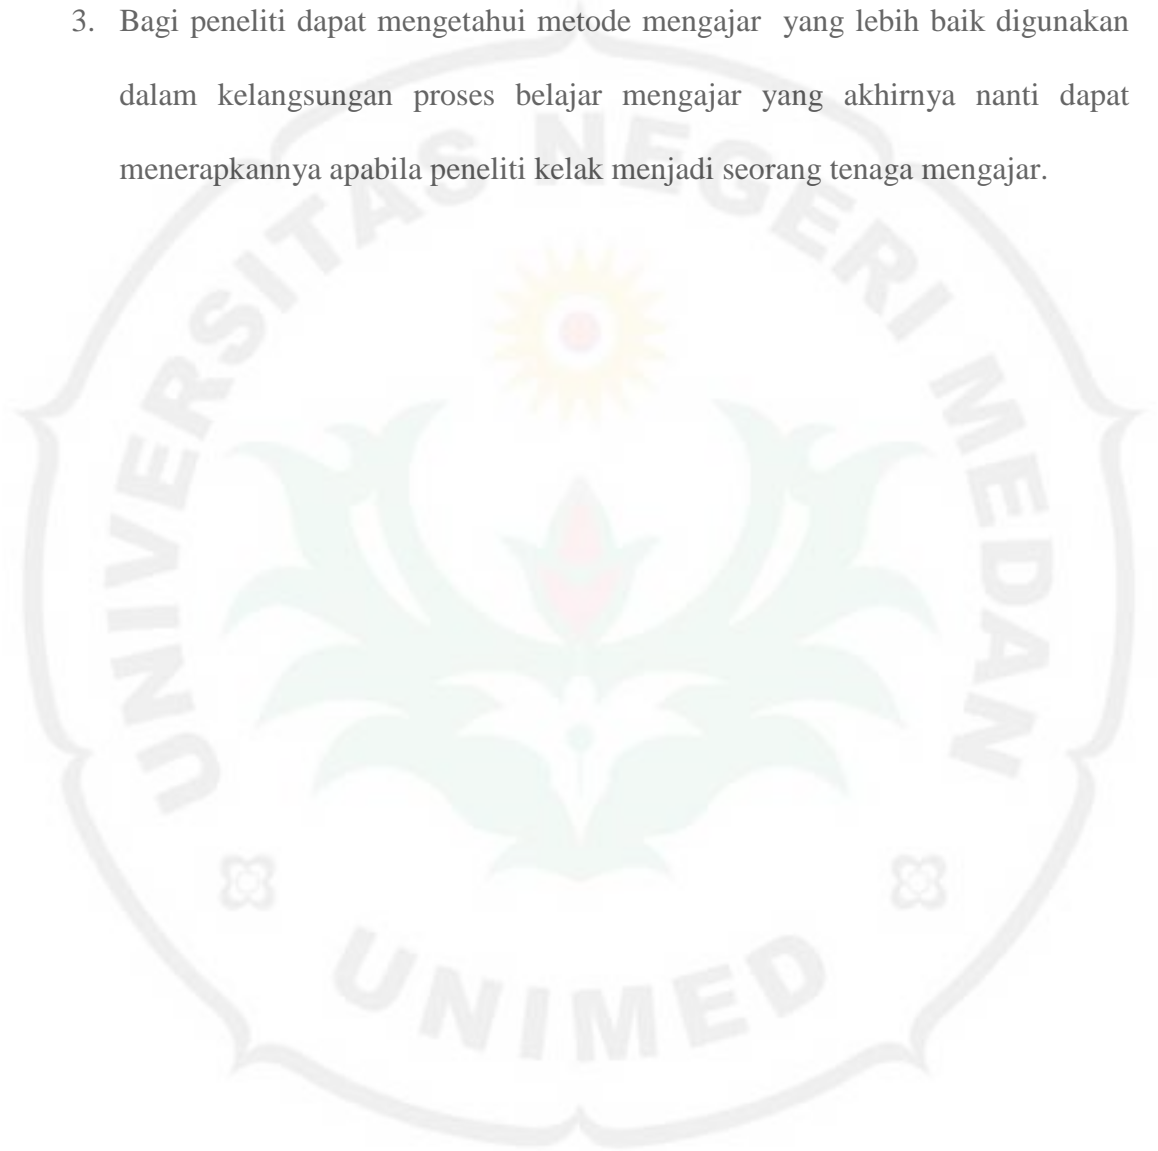 3. Bagi peneliti dapat mengetahui metode mengajar  yang lebih baik digunakan
dalam kelangsungan proses belajar mengajar yang akhirnya nanti dapat
menerapkannya apabila peneliti kelak menjadi seorang tenaga mengajar.
UNIVERSITAS NEGERI MEDAN
UNIMED